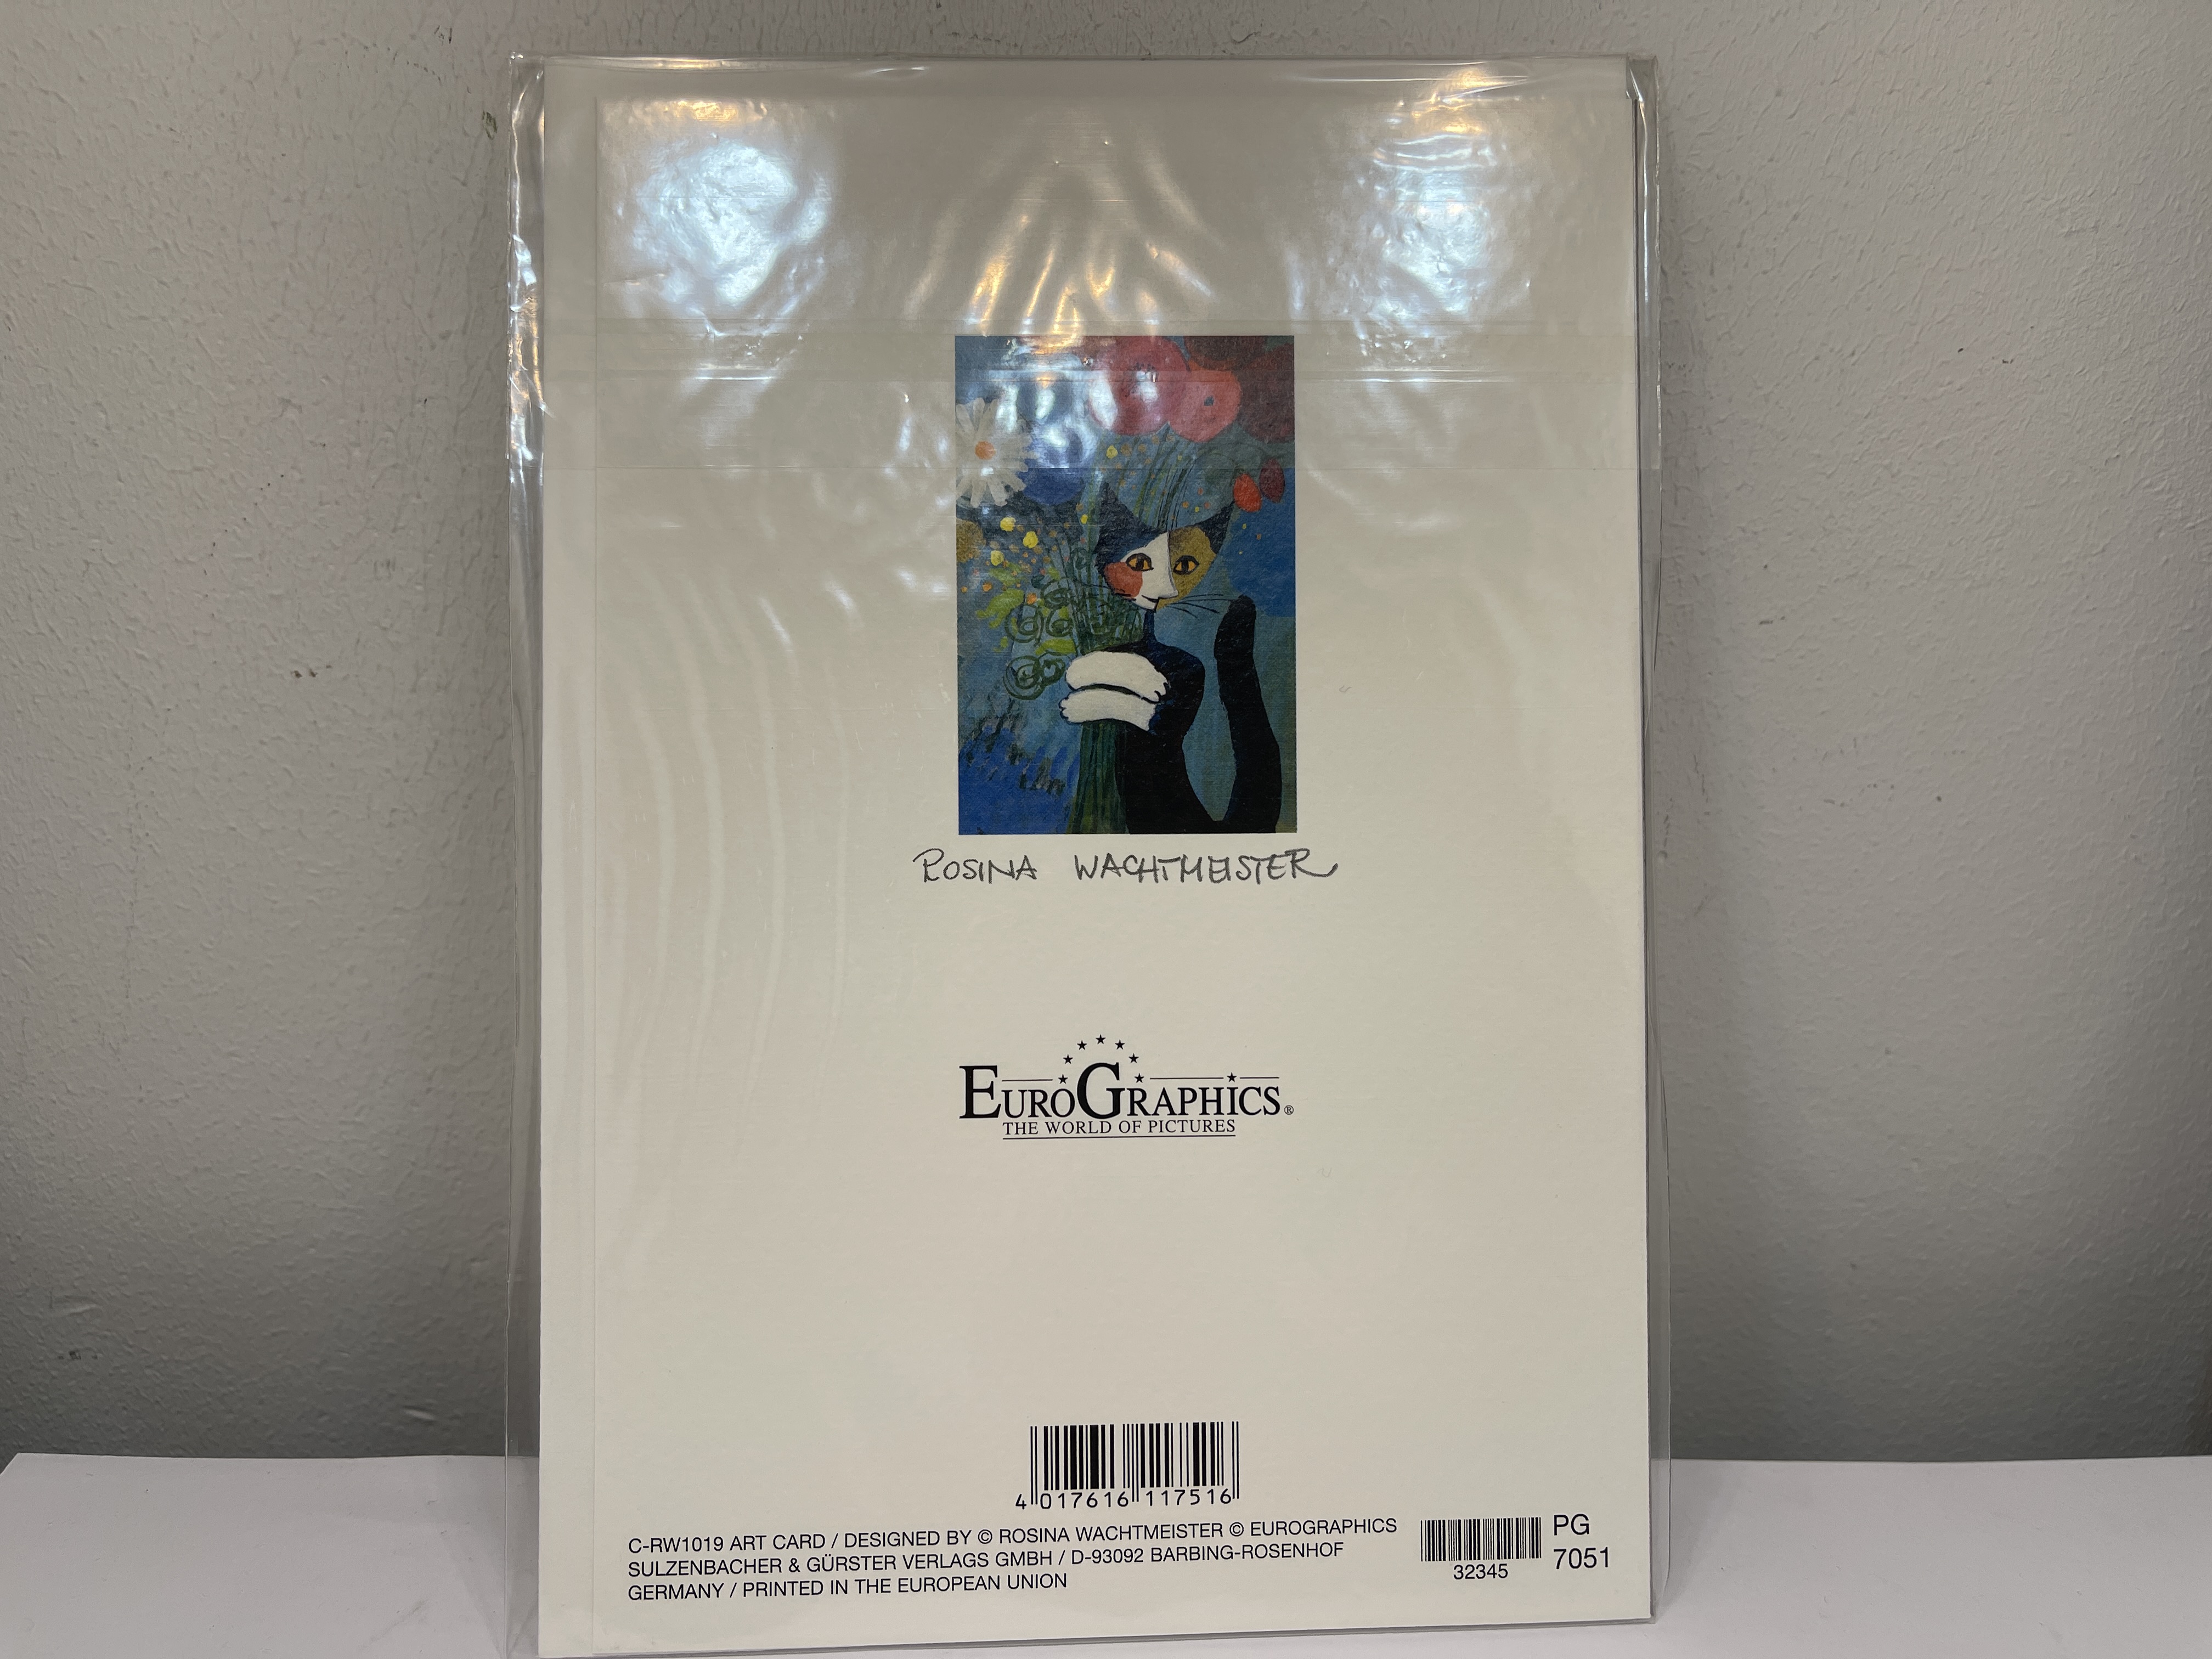 ROSINA WACHTMEISTER
EUROGRAPHICS®
THE WORLD OF PICTURES
4 017616 117516
C-RW1019 ART CARD / DESIGNED BY © ROSINA WACHTMEISTER © EUROGRAPHICS
SULZENBACHER & GÜRSTER VERLAGS GMBH / D-93092 BARBING-ROSENHOF
GERMANY / PRINTED IN THE EUROPEAN UNION
32345
PG
7051